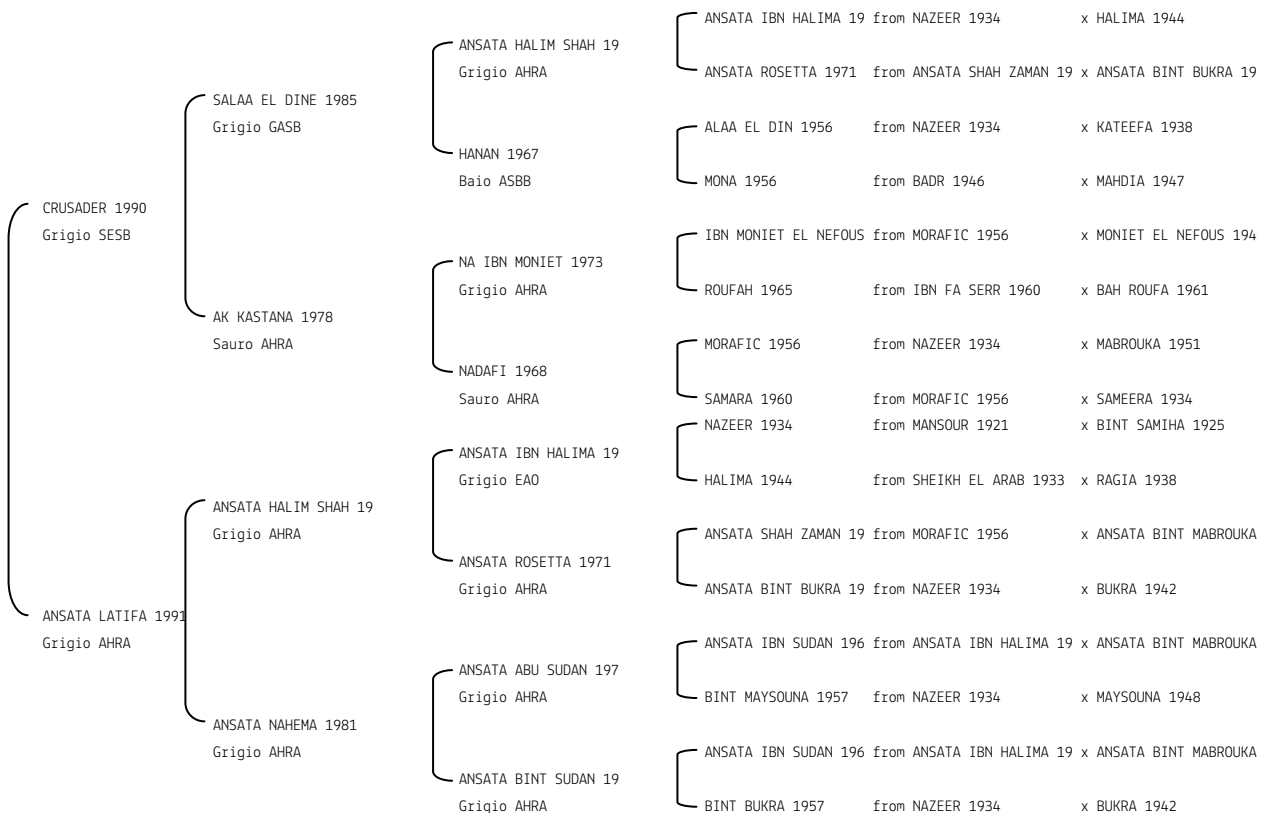 ANSATA IBN HALIMA 19 from NAZEER 1934 x HALIMA 1944
ANSATA HALIM SHAH 19
Grigio AHRA
ANSATA ROSETTA 1971 from ANSATA SHAH ZAMAN 19 x ANSATA BINT BUKRA 19
SALAA EL DINE 1985
Grigio GASB
ALAA EL DIN 1956 from NAZEER 1934 x KATEEFA 1938
HANAN 1967
Baio ASBB
MONA 1956 from BADR 1946 x MAHDIA 1947
CRUSADER 1990
Grigio SESB
IBN MONIET EL NEFOUS from MORAFIC 1956 x MONIET EL NEFOUS 194
NA IBN MONIET 1973
Grigio AHRA
ROUFAH 1965 from IBN FA SERR 1960 x BAH ROUFA 1961
AK KASTANA 1978
Sauro AHRA
MORAFIC 1956 from NAZEER 1934 x MABROUKA 1951
NADAFI 1968
Sauro AHRA
SAMARA 1960 from MORAFIC 1956 x SAMEERA 1934
NAZEER 1934 from MANSOUR 1921 x BINT SAMIHA 1925
ANSATA IBN HALIMA 19
Grigio EAO
HALIMA 1944 from SHEIKH EL ARAB 1933 x RAGIA 1938
ANSATA HALIM SHAH 19
Grigio AHRA
ANSATA SHAH ZAMAN 19 from MORAFIC 1956 x ANSATA BINT MABROUKA
ANSATA ROSETTA 1971
Grigio AHRA
ANSATA BINT BUKRA 19 from NAZEER 1934 x BUKRA 1942
ANSATA LATIFA 1991
Grigio AHRA
ANSATA IBN SUDAN 196 from ANSATA IBN HALIMA 19 x ANSATA BINT MABROUKA
ANSATA ABU SUDAN 197
Grigio AHRA
BINT MAYSOUNA 1957 from NAZEER 1934 x MAYSOUNA 1948
ANSATA NAHEMA 1981
Grigio AHRA
ANSATA IBN SUDAN 196 from ANSATA IBN HALIMA 19 x ANSATA BINT MABROUKA
ANSATA BINT SUDAN 19
Grigio AHRA
BINT BUKRA 1957 from NAZEER 1934 x BUKRA 1942